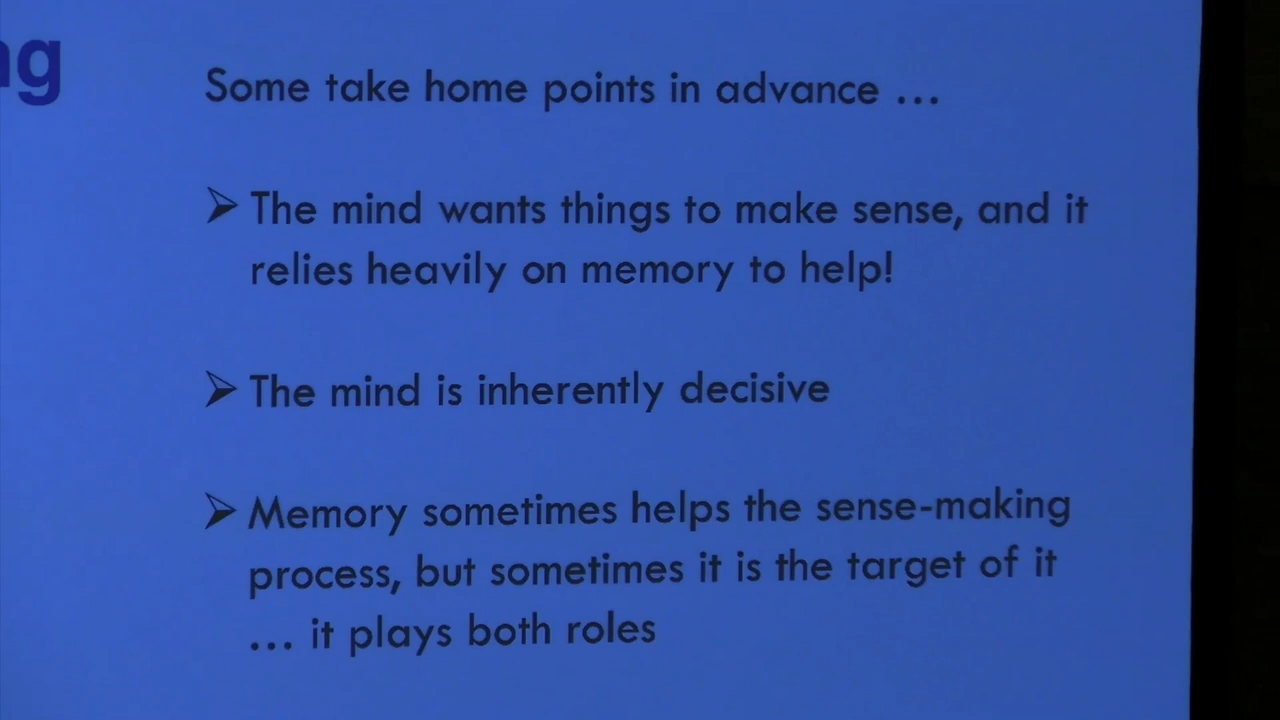 ng
Some take home points in advance …
➢ The mind wants things to make sense, and it
relies heavily on memory to help!
➢ The mind is inherently decisive
➢ Memory sometimes helps the sense-making
process, but sometimes it is the target of it
… it plays both roles